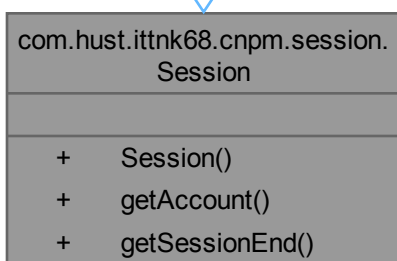 com.hust.ittnk68.cnpm.session.
Session
+ Session()
+ getAccount()
+ getSessionEnd()